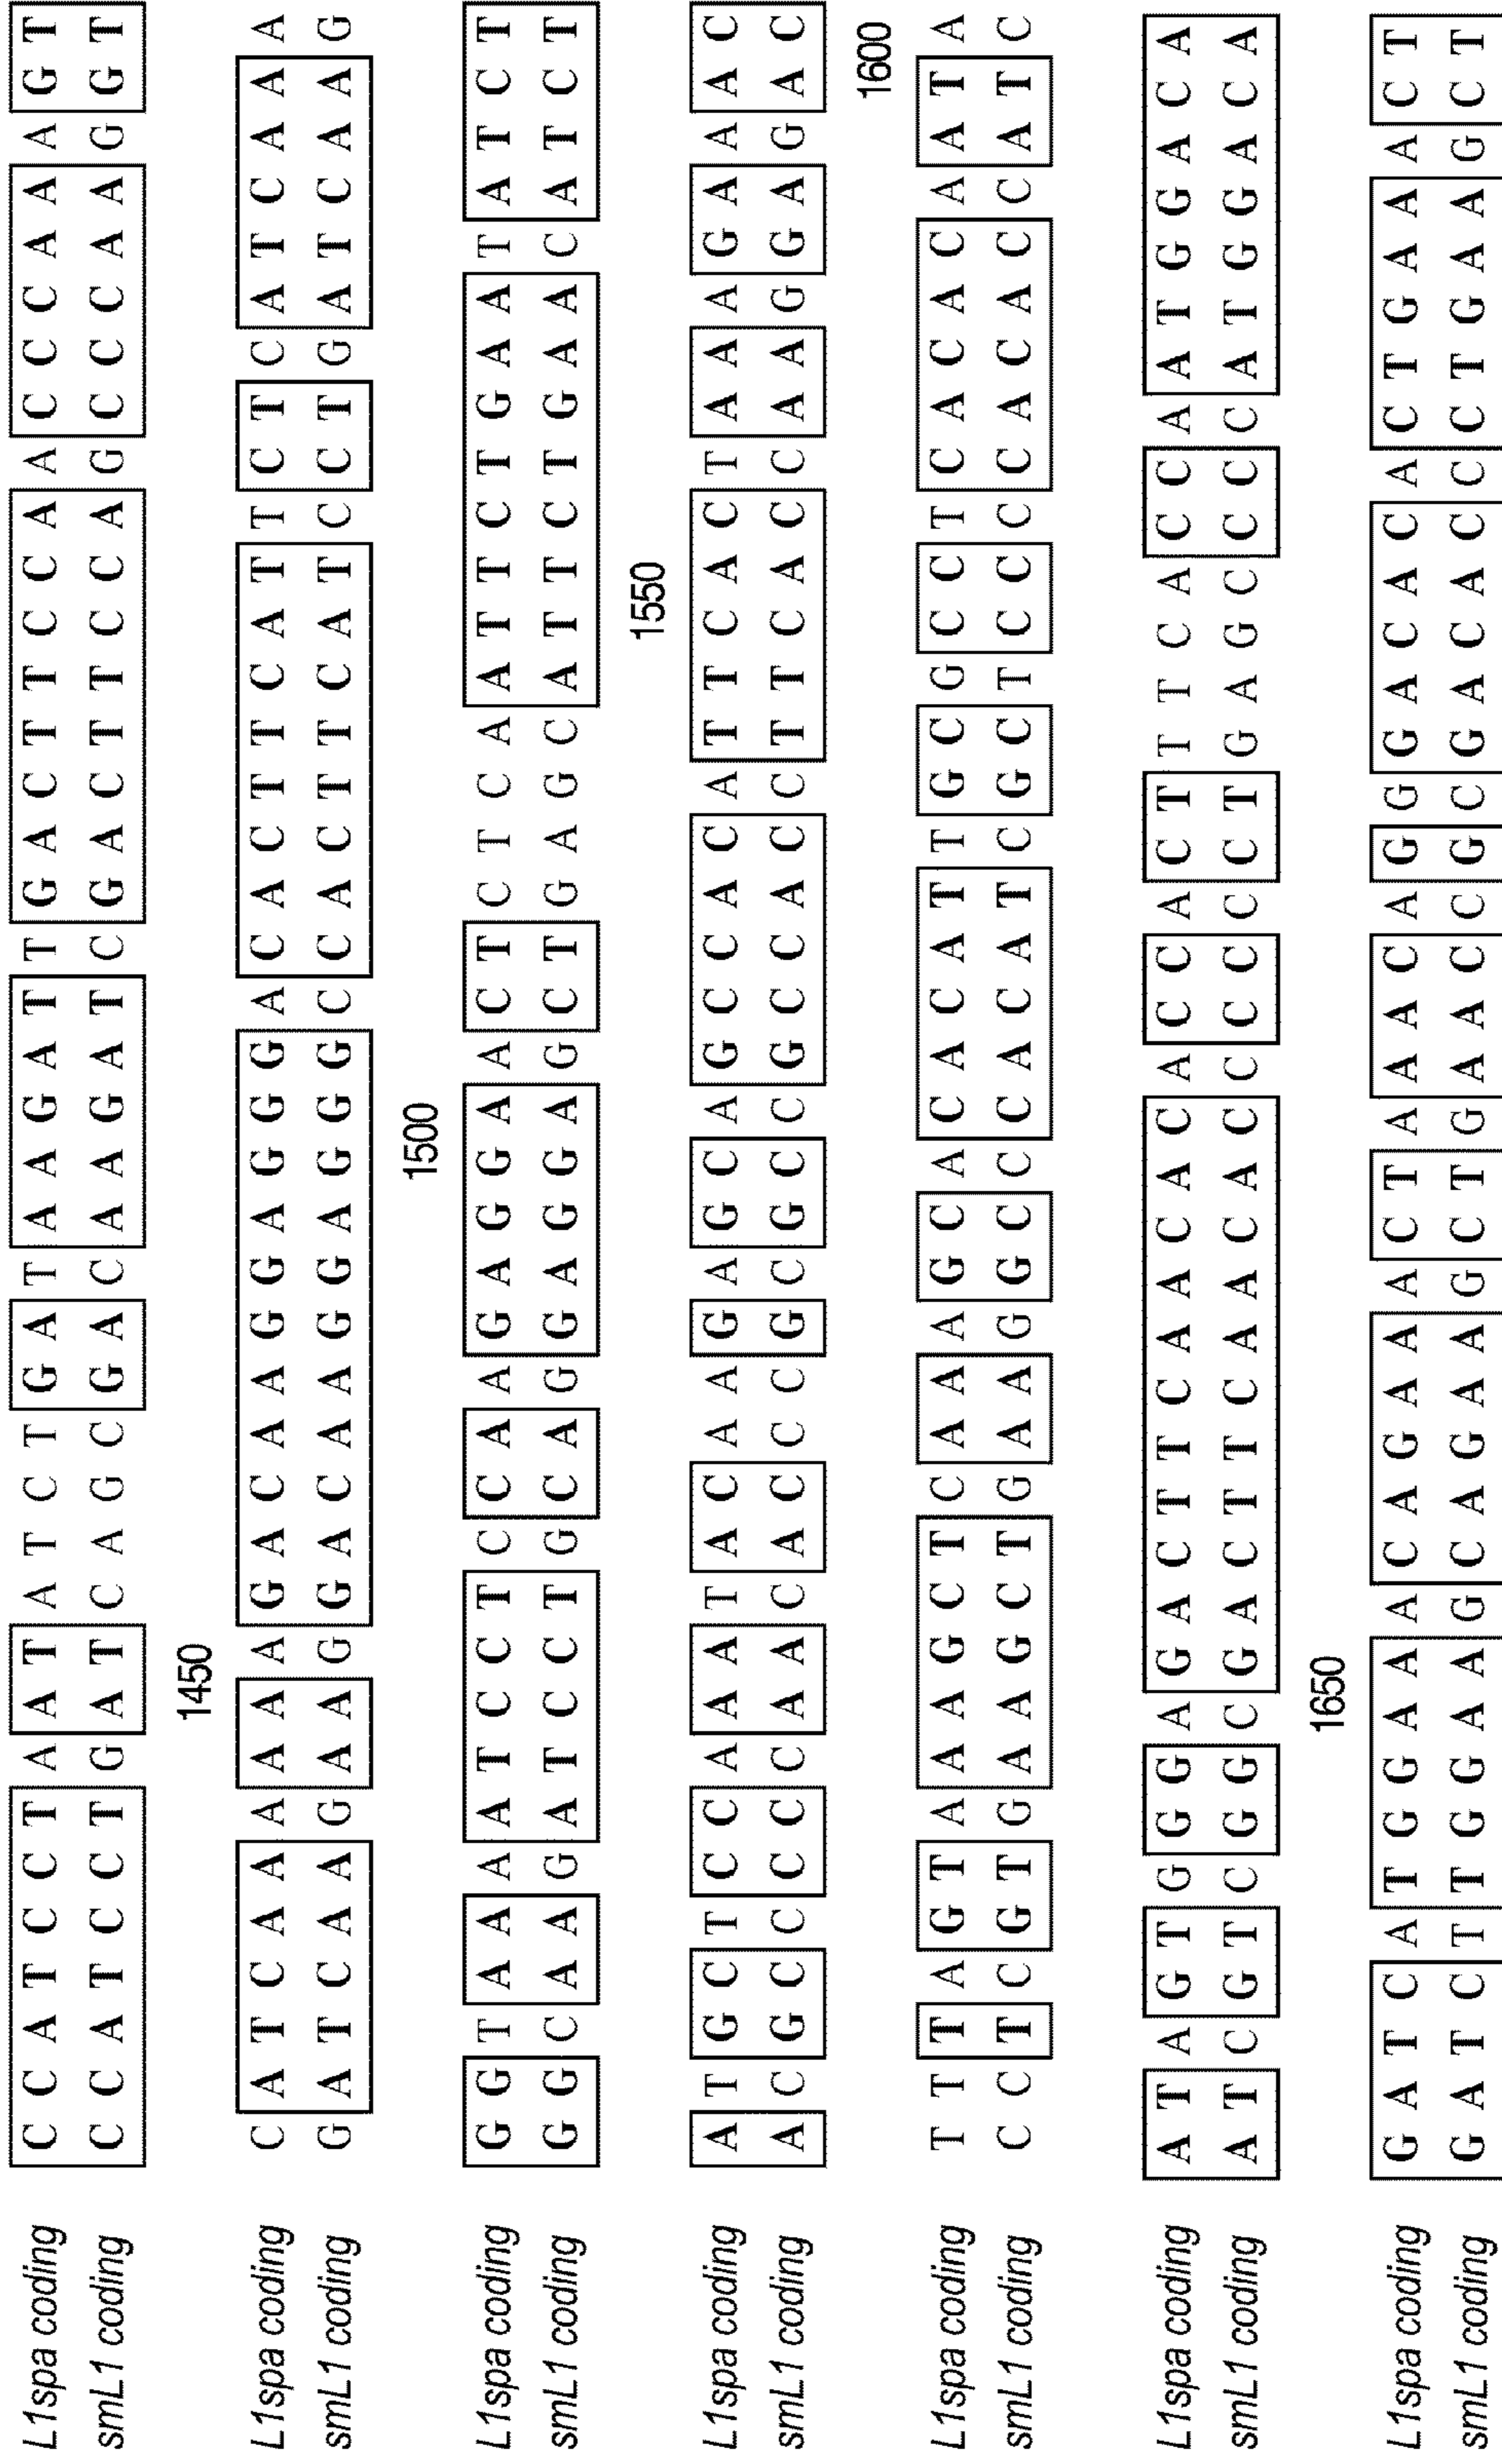 L1spa coding C C A T C C T A A T A T C T G A T A A G A T T G A C T T C C A A C C C A A A G T
smL1 coding C C A T C C T G A T C A G C G A C A A G A T C G A C T T C C A G C C C A A G G T
1450
L1spa coding C A T C A A A A A A G A C A A G G A G G G A C A C T T C A T T C T C A T C A A A
smL1 coding G A T C A A G A A G G A C A A G G A G G G C C A C T T C A T C C T G A T C A A G
1500
L1spa coding G G T A A A A T C C T C C A A G A G G A A C T C T C A A T T C T G A A T A T C T
smL1 coding G G C A A G A T C C T G C A G G A G G A G C T G A G C A T T C T G A A C A T C T
1550
L1spa coding A T G C T C C A A A T A C A A G A G C A G C C A C A T T C A C T A A A G A A A C
smL1 coding A C G C C C C C A A C A C C C G C G C C G C C A C C T T C A C C A A G G A G A C
1600
L1spa coding T T T A G T A A A G C T C A A A G C A C A C A T T G C G C C T C A C A C A A T A
smL1 coding C C T C G T G A A G C T G A A G G C C C A C A T C G C T C C C C A C A C C A T C
L1spa coding A T A G T G G G A G A C T T C A A C A C A C C A C T T T C A C C A A T G G A C A
smL1 coding A T C G T C G G C G A C T T C A A C A C C C C C C T G A G C C C C A T G G A C A
1650
L1spa coding G A T C A T G G A A A C A G A A A C T A A A C A G G G A C A C A C T G A A A C T
smL1 coding G A T C T T G G A A G C A G A A G C T G A A C C G C G A C A C C C T G A A G C T